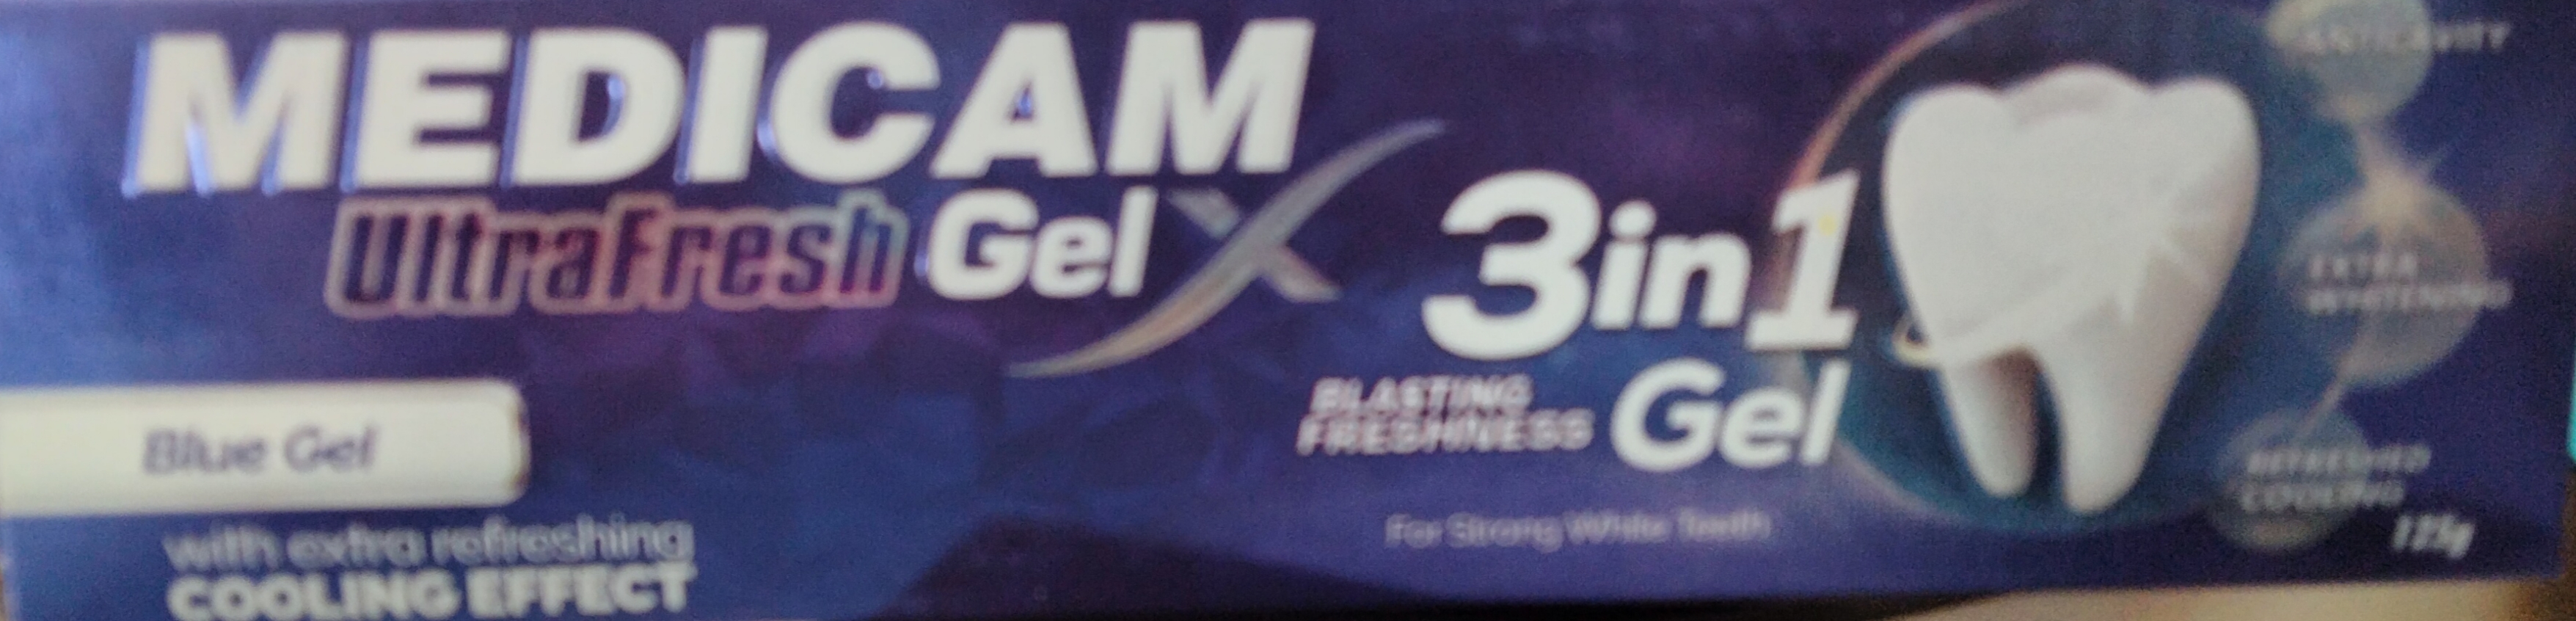 MEDICAM
UltraFresh Gel X
Blue Gel
with extra refreshing
COOLING EFFECT
3in1
BLASTING
FRESHNESS
Gel
For Strong White Teeth
ANTICAVITY
EXTRA
WHITENING
REFRESHED
COOLING